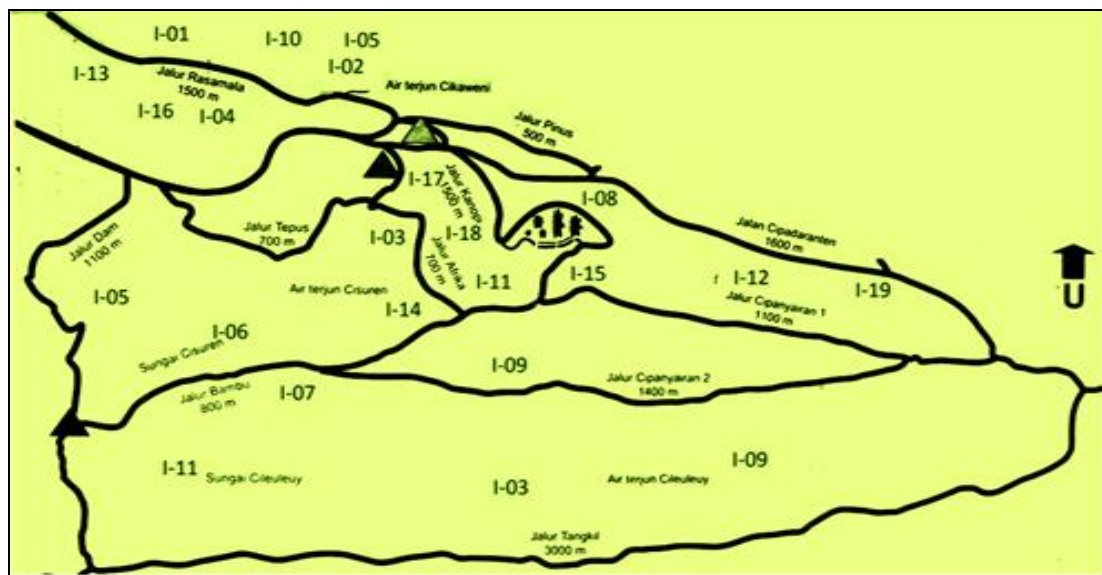 I-01
I-10
I-05
I-02
I-13
Jalur Rasamala
1500 m
Air terjun Cikaweni
I-16
I-04
Jalur Pinus
500 m
I-17
Jalur Kanopi
1500 m
I-08
Jalur Dam
1100 m
Jalur Tepus
700 m
I-03
I-18
Jalur Afrika
700 m
Jalan Cipadaranten
1600 m
I-05
Air terjun Cisuren
I-14
I-11
I-15
I-12
I-19
Jalur Cipanyairan 1
1100 m
U
I-06
Sungai Cisuren
Jalur Bambu
800 m
I-07
I-09
Jalur Cipanyairan 2
1400 m
I-11
Sungai Cileuleuy
I-03
Air terjun Cileuleuy
I-09
Jalur Tangkil
3000 m